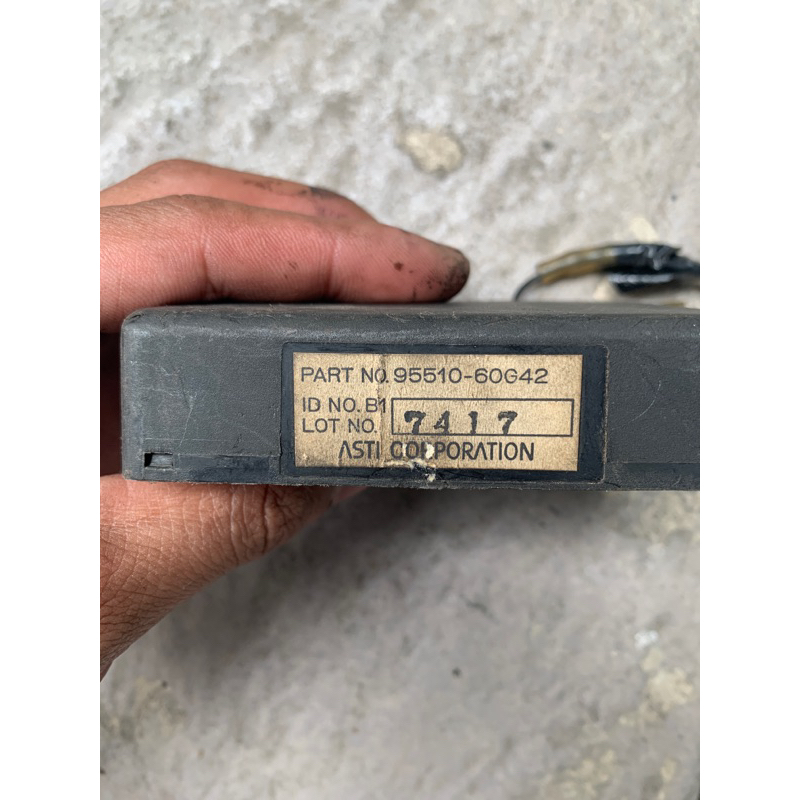 PART NO. 95510-60G42
ID NO. B1
LOT NO. 7417
ASTI CORPORATION